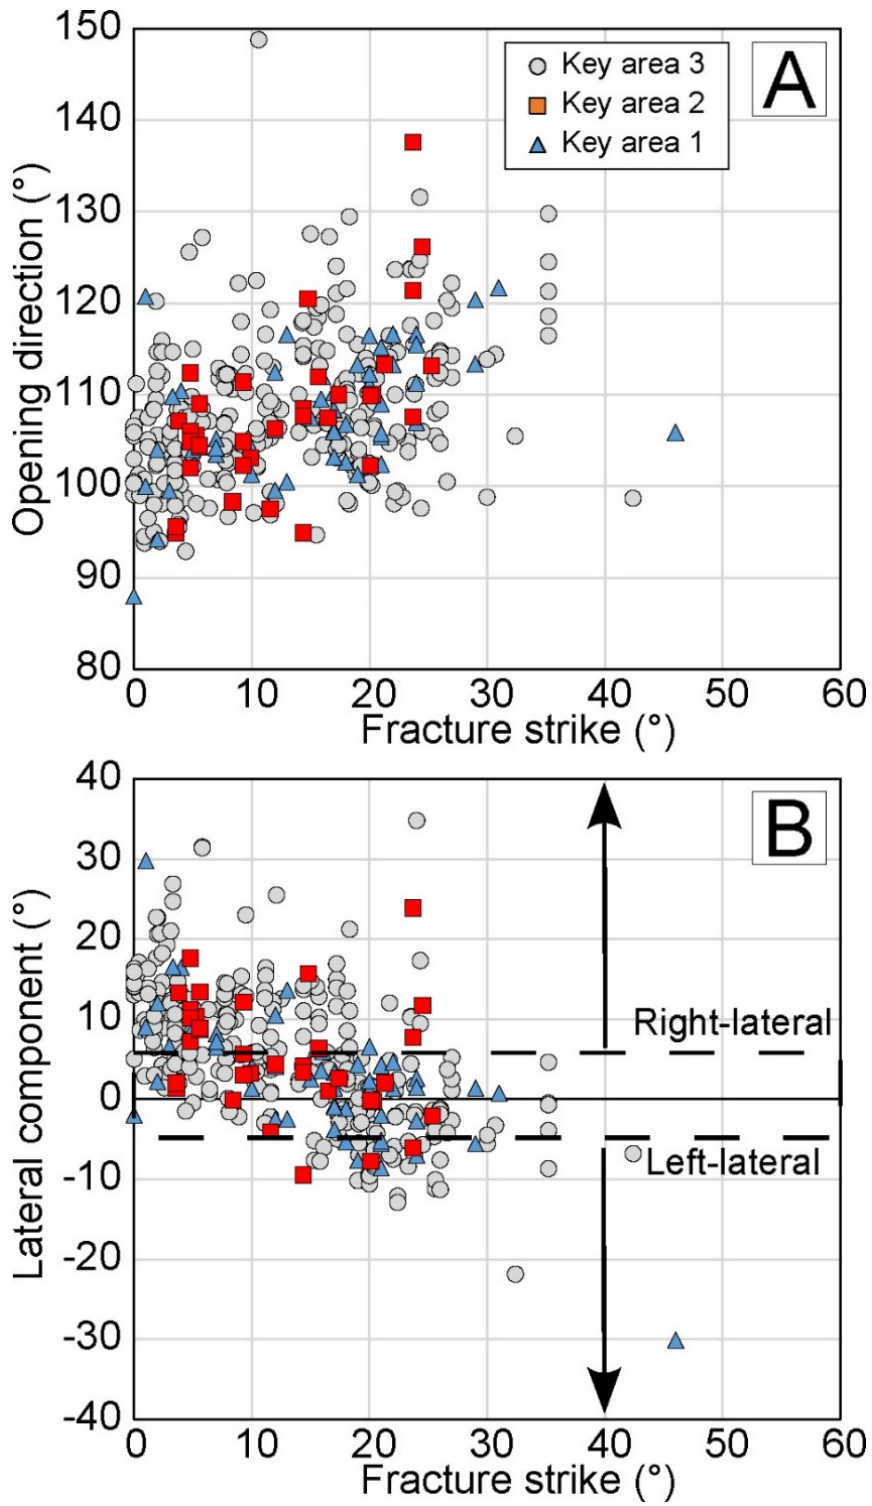 150
A
Key area 3
Key area 2
Key area 1
140
130
120
110
100
90
80
Opening direction (°)
0 10 20 30 40 50 60
Fracture strike (°)
40
B
30
20
10
Right-lateral
0
Left-lateral
-10
-20
-30
-40
Lateral component (°)
0 10 20 30 40 50 60
Fracture strike (°)